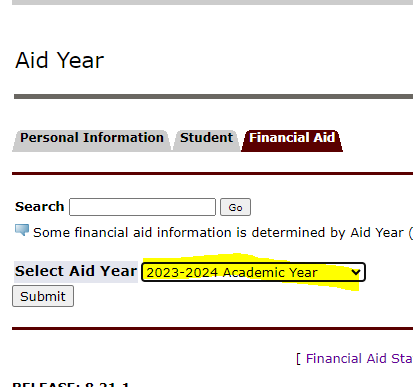 Aid Year
Personal Information Student Financial Aid
Search Go
Some financial aid information is determined by Aid Year (
Select Aid Year 2023-2024 Academic Year
Submit
[ Financial Aid Sta
RELEASE: 8.21.1